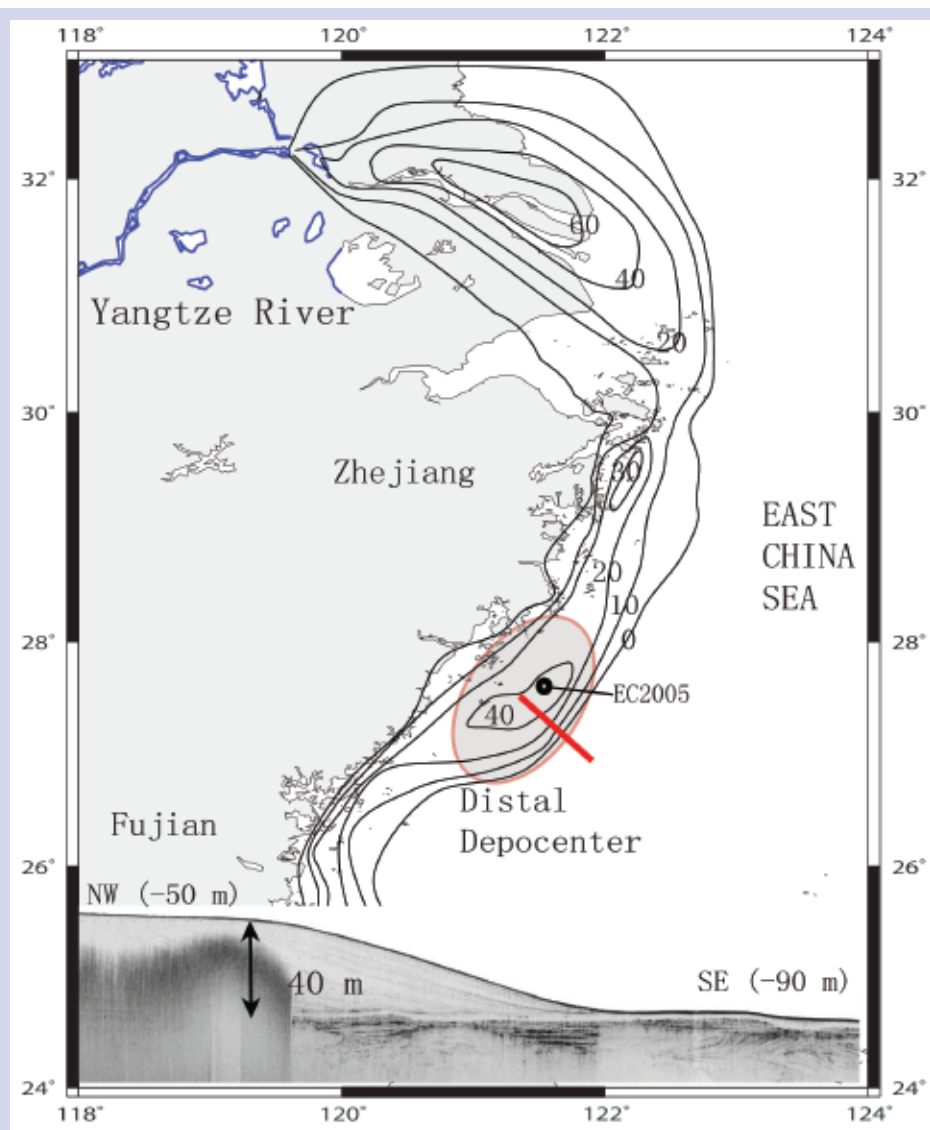 118° 120° 122° 124°
32° 32°
60
40
Yangtze River
20
30° 30°
30
Zhejiang
EAST
CHINA
SEA
20
10
0
28° 28°
EC2005
40
Distal
Depocenter
Fujian
26° 26°
NW (-50 m)
40 m
SE (-90 m)
24° 24°
118° 120° 122° 124°